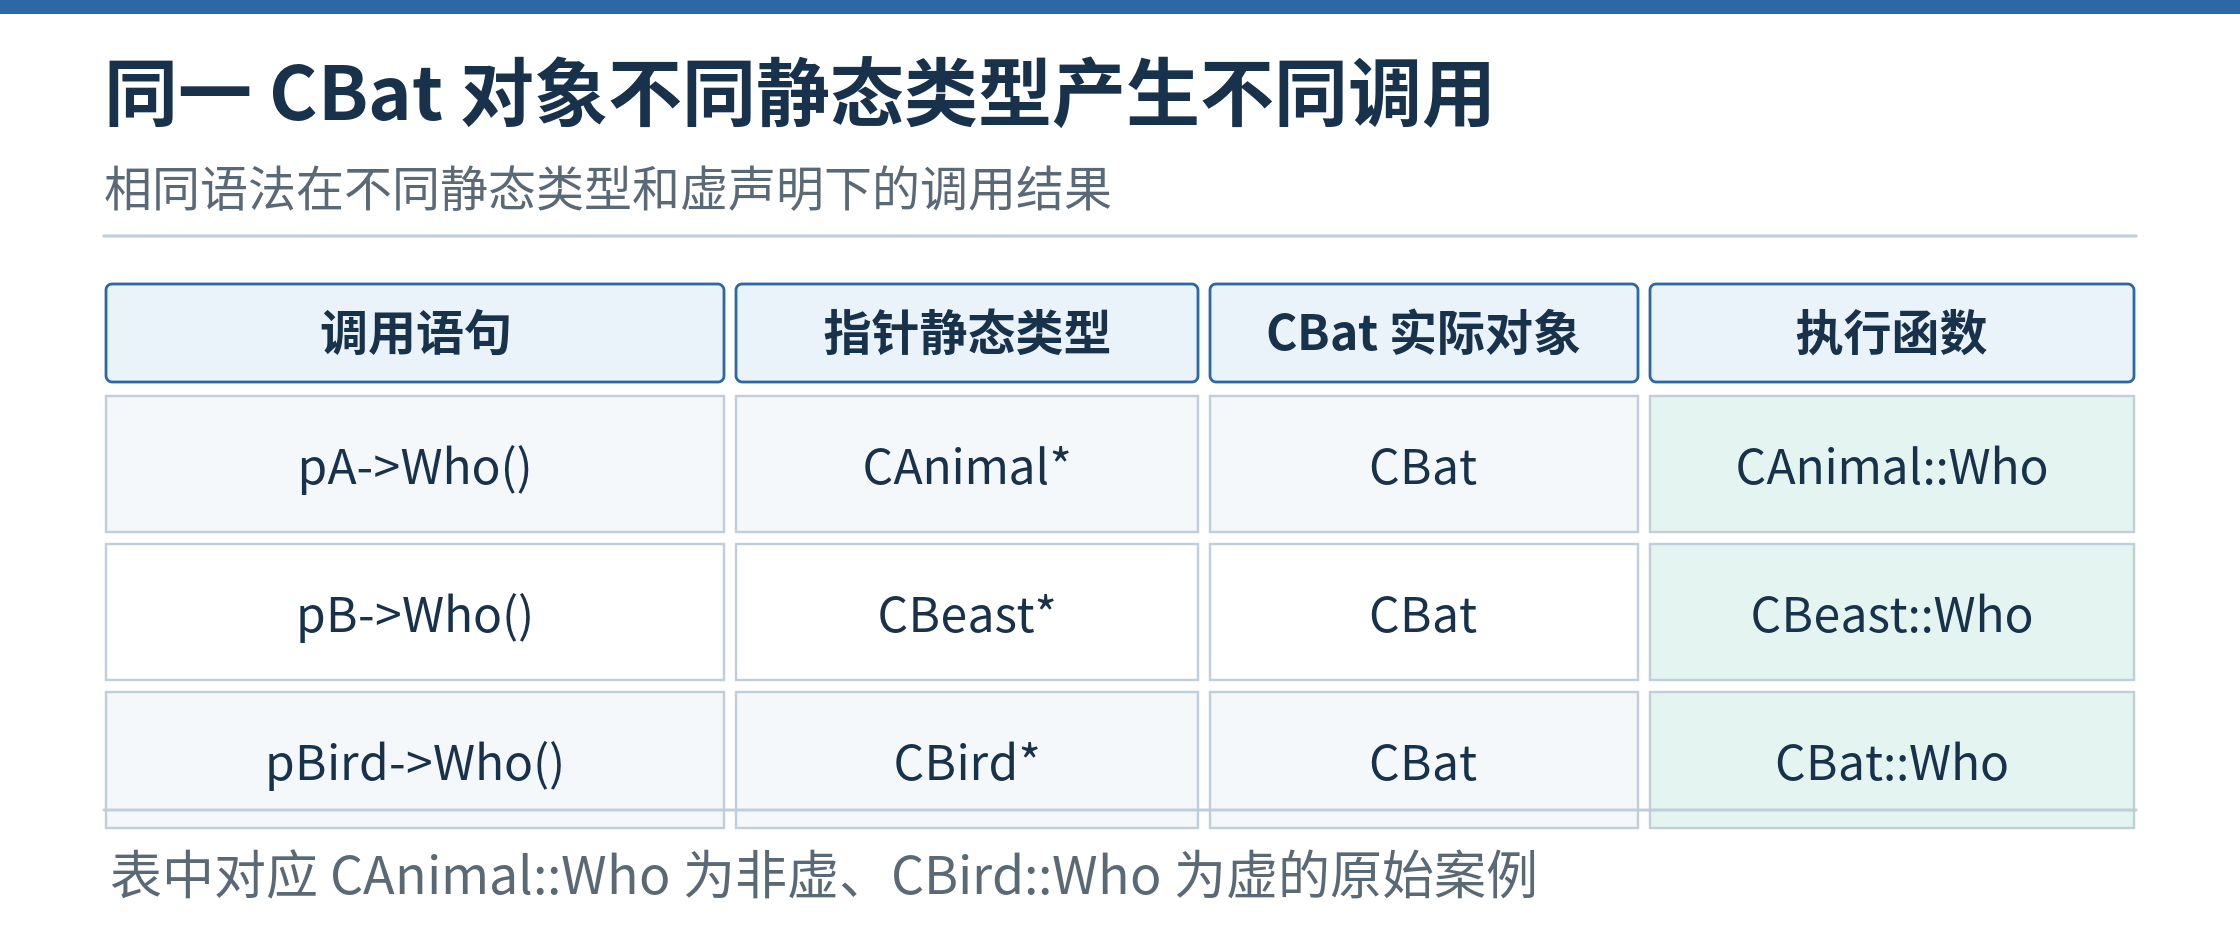 同一 CBat 对象不同静态类型产生不同调用
相同语法在不同静态类型和虚声明下的调用结果
调用语句 指针静态类型 CBat 实际对象 执行函数
pA->Who() CAnimal* CBat CAnimal::Who
pB->Who() CBeast* CBat CBeast::Who
pBird->Who() CBird* CBat CBat::Who
表中对应 CAnimal::Who 为非虚、CBird::Who 为虚的原始案例